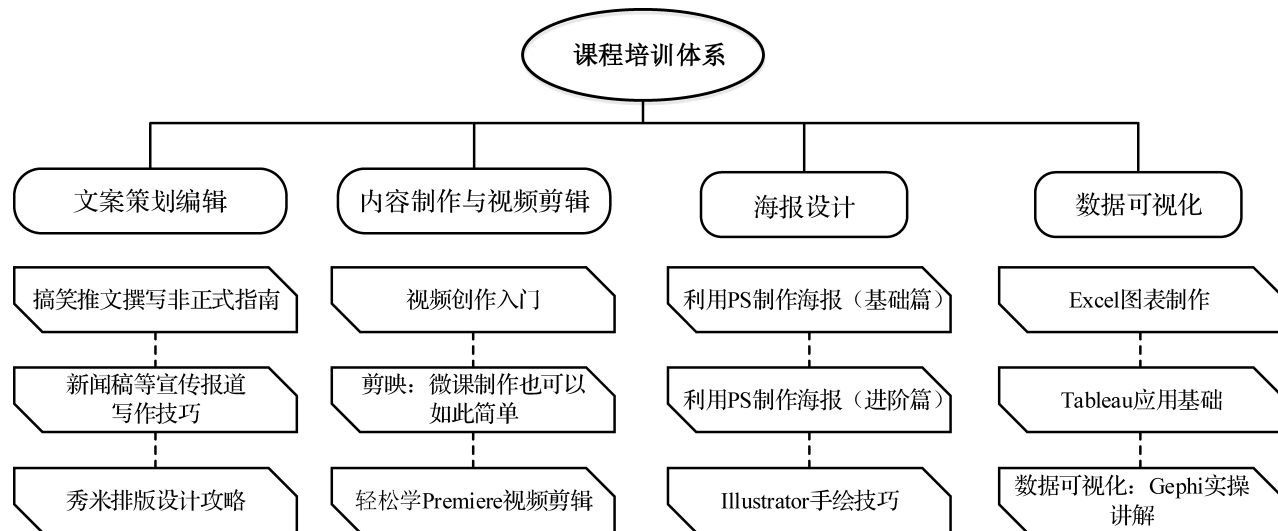 课程培训体系
文案策划编辑
内容制作与视频剪辑
海报设计
数据可视化
搞笑推文撰写非正式指南
视频创作入门
利用PS制作海报（基础篇）
Excel图表制作
新闻稿等宣传报道
写作技巧
剪映：微课制作也可以
如此简单
利用PS制作海报（进阶篇）
Tableau应用基础
秀米排版设计攻略
轻松学Premiere视频剪辑
Illustrator手绘技巧
数据可视化：Gephi实操
讲解